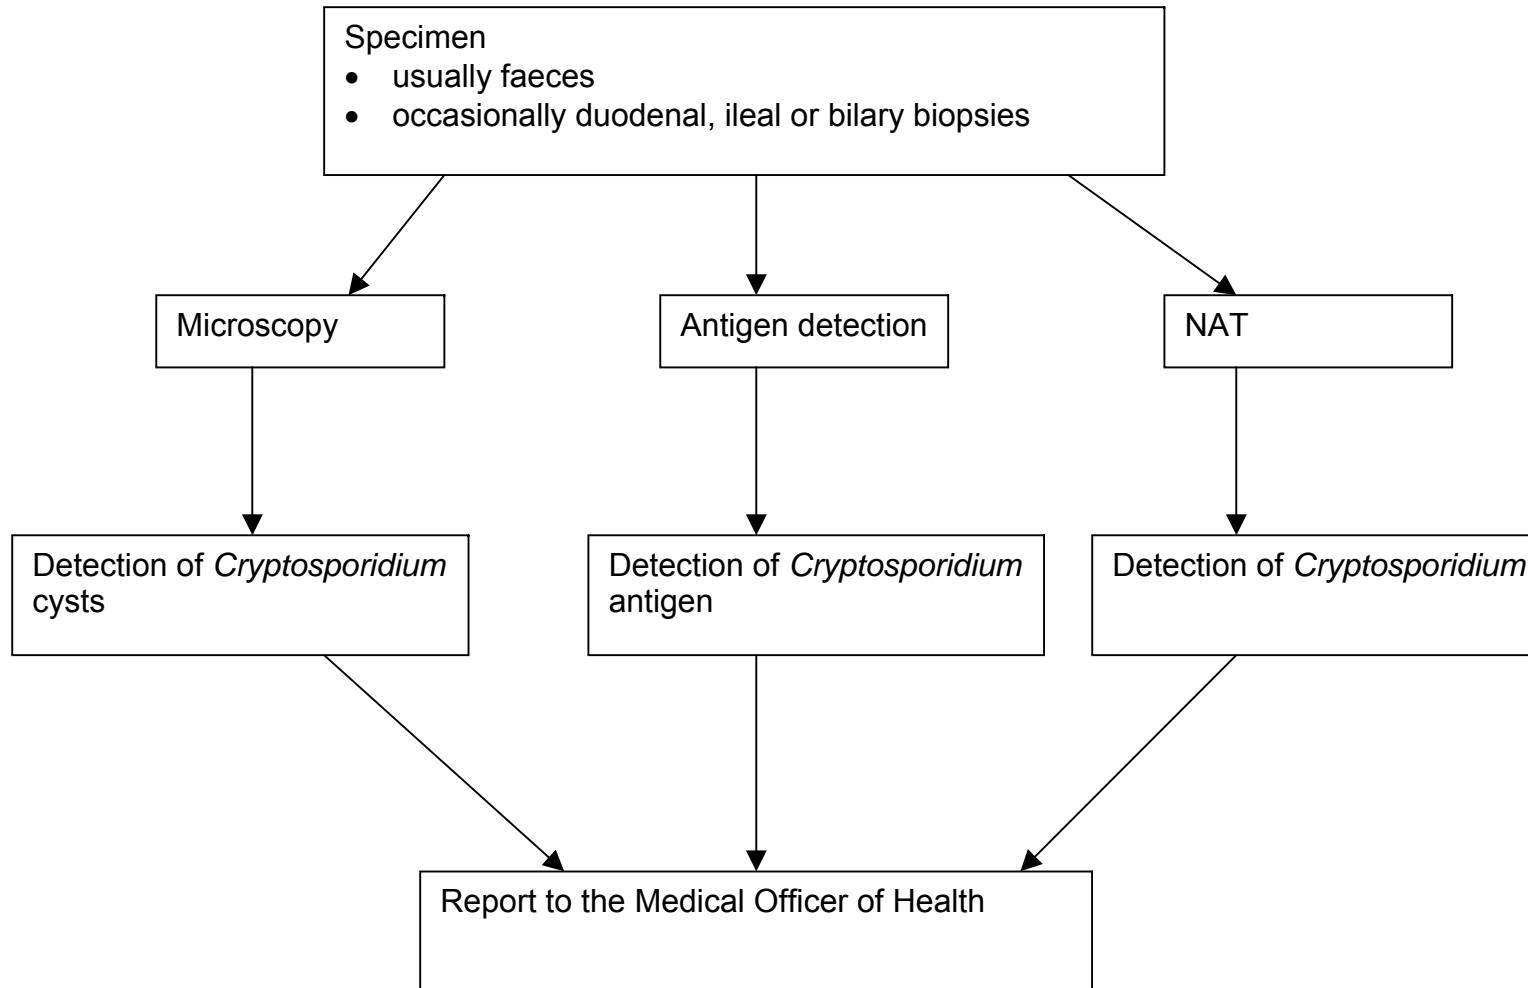 Specimen
• usually faeces
• occasionally duodenal, ileal or bilary biopsies
Microscopy
Antigen detection
NAT
Detection of Cryptosporidium
cysts
Detection of Cryptosporidium
antigen
Detection of Cryptosporidium
Report to the Medical Officer of Health